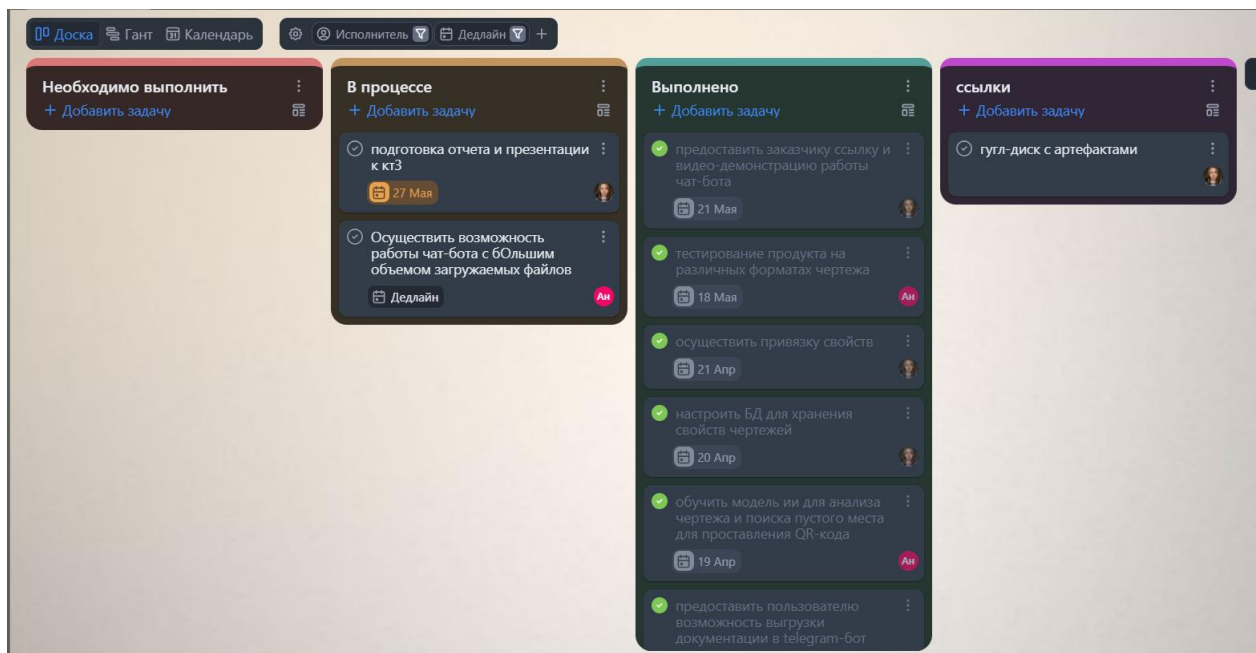 Доска Гант Календарь Исполнитель Дедлайн +
Необходимо выполнить
+ Добавить задачу
В процессе
+ Добавить задачу
подготовка отчета и презентации
к кт3
27 Мая
Осуществить возможность
работы чат-бота с бОльшим
объемом загружаемых файлов
Дедлайн
Ан
Выполнено
+ Добавить задачу
предоставить заказчику ссылку и
видео-демонстрацию работы
чат-бота
21 Мая
тестирование продукта на
различных форматах чертежа
18 Мая
Ан
осуществить привязку свойств
21 Апр
настроить БД для хранения
свойств чертежей
20 Апр
обучить модель ии для анализа
чертежа и поиска пустого места
для проставления QR-кода
19 Апр
Ан
предоставить пользователю
возможность выгрузки
документации в telegram-бот
ссылки
+ Добавить задачу
гугл-диск с артефактами